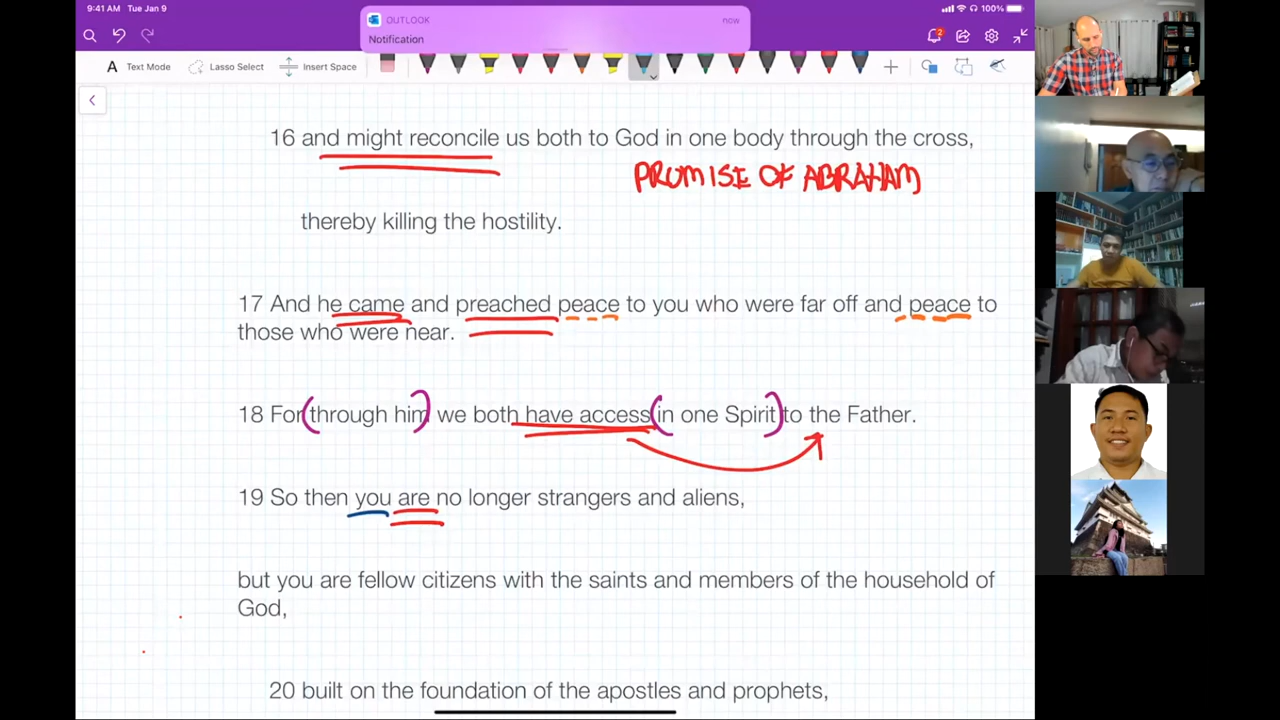 9:41 AM Tue Jan 9
100%
OUTLOOK
now
Notification
2
A Text Mode
Lasso Select
Insert Space
16 and might reconcile us both to God in one body through the cross,
PROMISE OF ABRAHAM
thereby killing the hostility.
17 And he came and preached peace to you who were far off and peace to
those who were near.
18 For (through him) we both have access (in one Spirit) to the Father.
19 So then you are no longer strangers and aliens,
but you are fellow citizens with the saints and members of the household of
God,
20 built on the foundation of the apostles and prophets,